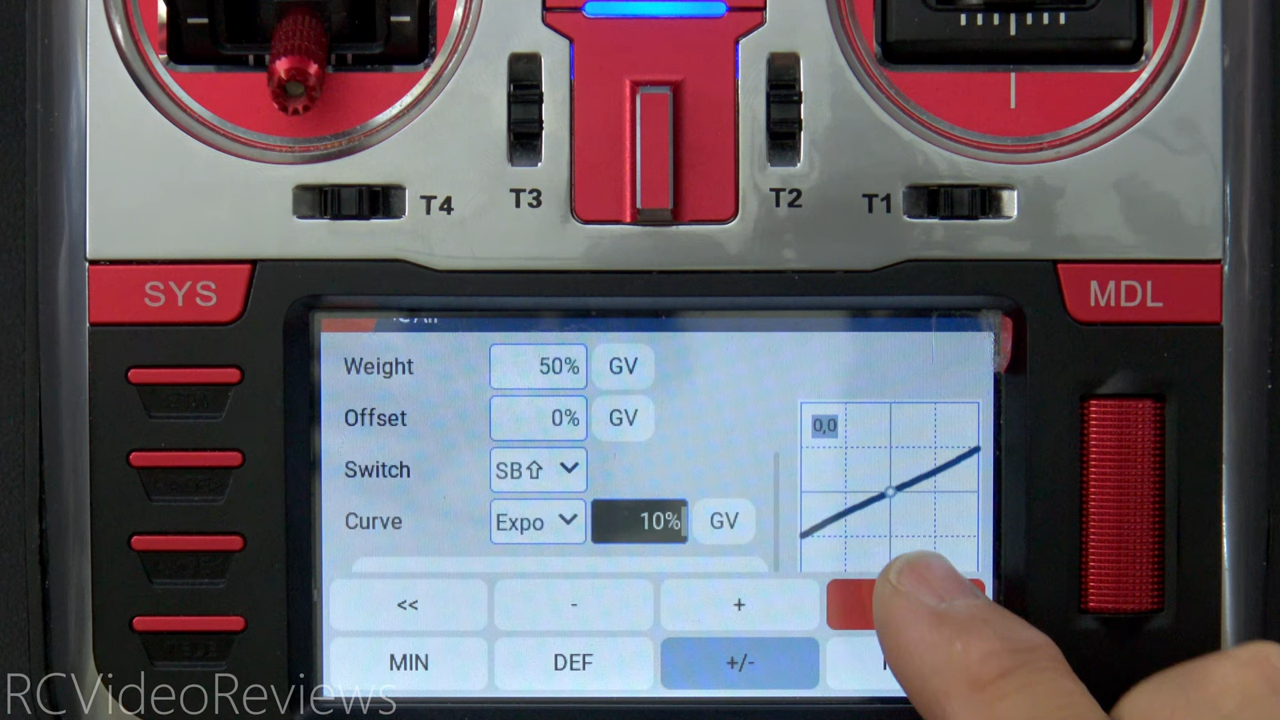 T4
T3
T2
T1
SYS
MDL
Weight 50% GV
Offset 0% GV
Switch SB⇧
Curve Expo 10% GV
0,0
<< - +
MIN DEF +/-
RCVideoReviews